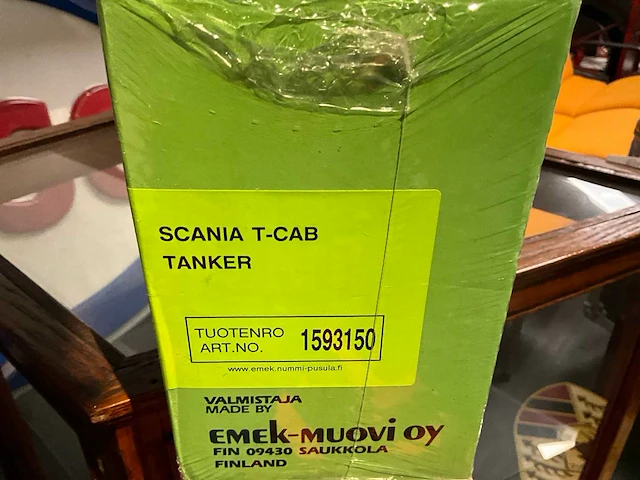 SCANIA T-CAB
TANKER
TUOTENRO
ART.NO.
1593150
www.emek.nummi-pusula.fi
VALMISTAJA
MADE BY
emek-muovi oy
FIN 09430 SAUKKOLA
FINLAND